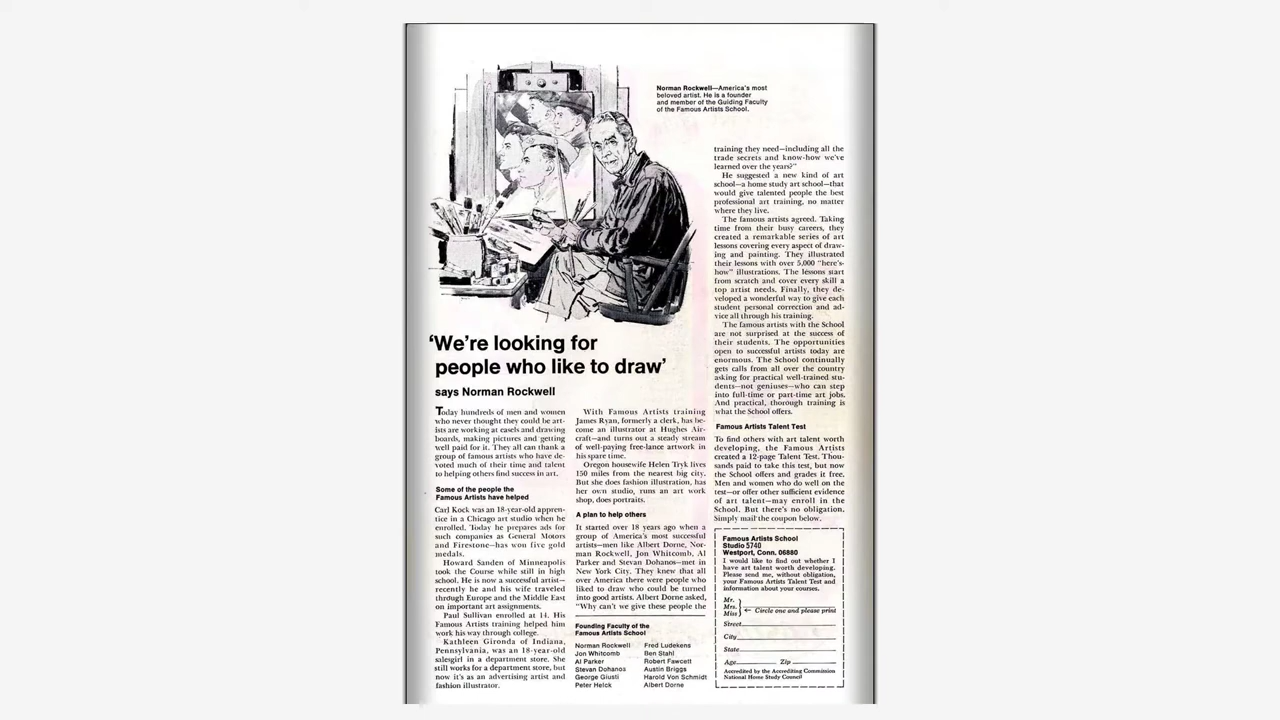 Norman Rockwell—America's most
beloved artist. He is a founder
and member of the Guiding Faculty
of the Famous Artists School.
'We're looking for
people who like to draw'
says Norman Rockwell
Today hundreds of men and women
who never thought they could be art-
ists are working at easels and drawing
boards, making pictures and getting
well paid for it. They all can thank a
group of famous artists who have de-
voted much of their time and talent
to helping others find success in art.
Some of the people the
Famous Artists have helped
Carl Kock was an 18-year-old appren-
tice in a Chicago art studio when he
enrolled. Today he prepares ads for
such companies as General Motors
and Firestone—has won five gold
medals.
Howard Sanden of Minneapolis
took the Course while still in high
school. He is now a successful artist—
recently he and his wife traveled
through Europe and the Middle East
on important art assignments.
Paul Sullivan enrolled at 14. His
Famous Artists training helped him
work his way through college.
Kathleen Gironda of Indiana,
Pennsylvania, was an 18-year-old
salesgirl in a department store. She
still works for a department store, but
now it's as an advertising artist and
fashion illustrator.
With Famous Artists training
James Ryan, formerly a clerk, has be-
come an illustrator at Hughes Air-
craft—and turns out a steady stream
of well-paying free-lance artwork in
his spare time.
Oregon housewife Helen Tryk lives
150 miles from the nearest big city.
But she does fashion illustration, has
her own studio, runs an art work
shop, does portraits.
A plan to help others
It started over 18 years ago when a
group of America's most successful
artists—men like Albert Dorne, Nor-
man Rockwell, Jon Whitcomb, Al
Parker and Stevan Dohanos—met in
New York City. They knew that all
over America there were people who
liked to draw who could be turned
into good artists. Albert Dorne asked,
"Why can't we give these people the
Founding Faculty of the
Famous Artists School
Norman Rockwell
Jon Whitcomb
Al Parker
Stevan Dohanos
George Giusti
Peter Helck
Fred Ludekens
Ben Stahl
Robert Fawcett
Austin Briggs
Harold Von Schmidt
Albert Dorne
training they need—including all the
trade secrets and know-how we've
learned over the years?"
He suggested a new kind of art
school—a home study art school—that
would give talented people the best
professional art training, no matter
where they live.
The famous artists agreed. Taking
time from their busy careers, they
created a remarkable series of art
lessons covering every aspect of draw-
ing and painting. They illustrated
their lessons with over 5,000 "here's-
how" illustrations. The lessons start
from scratch and cover every skill a
top artist needs. Finally, they de-
veloped a wonderful way to give each
student personal correction and ad-
vice all through his training.
The famous artists with the School
are not surprised at the success of
their students. The opportunities
open to successful artists today are
enormous. The School continually
gets calls from all over the country
asking for practical well-trained stu-
dents—not geniuses—who can step
into full-time or part-time art jobs.
And practical, thorough training is
what the School offers.
Famous Artists Talent Test
To find others with art talent worth
developing, the Famous Artists
created a 12-page Talent Test. Thou-
sands paid to take this test, but now
the School offers and grades it free.
Men and women who do well on the
test—or offer other sufficient evidence
of art talent—may enroll in the
School. But there's no obligation.
Simply mail the coupon below.
Famous Artists School
Studio 5740
Westport, Conn. 06880
I would like to find out whether I
have art talent worth developing.
Please send me, without obligation,
your Famous Artists Talent Test and
information about your courses.
Mr.
Mrs.
Miss
← Circle one and please print
Street
City
State
Age Zip
Accredited by the Accrediting Commission
National Home Study Council